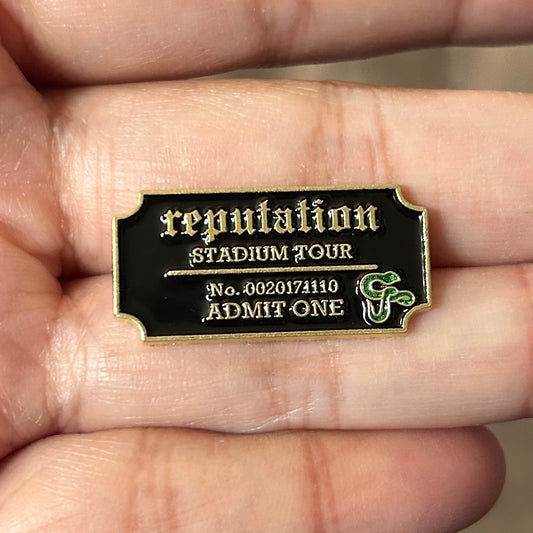 reputation
STADIUM TOUR
No. 0020171110
ADMIT ONE